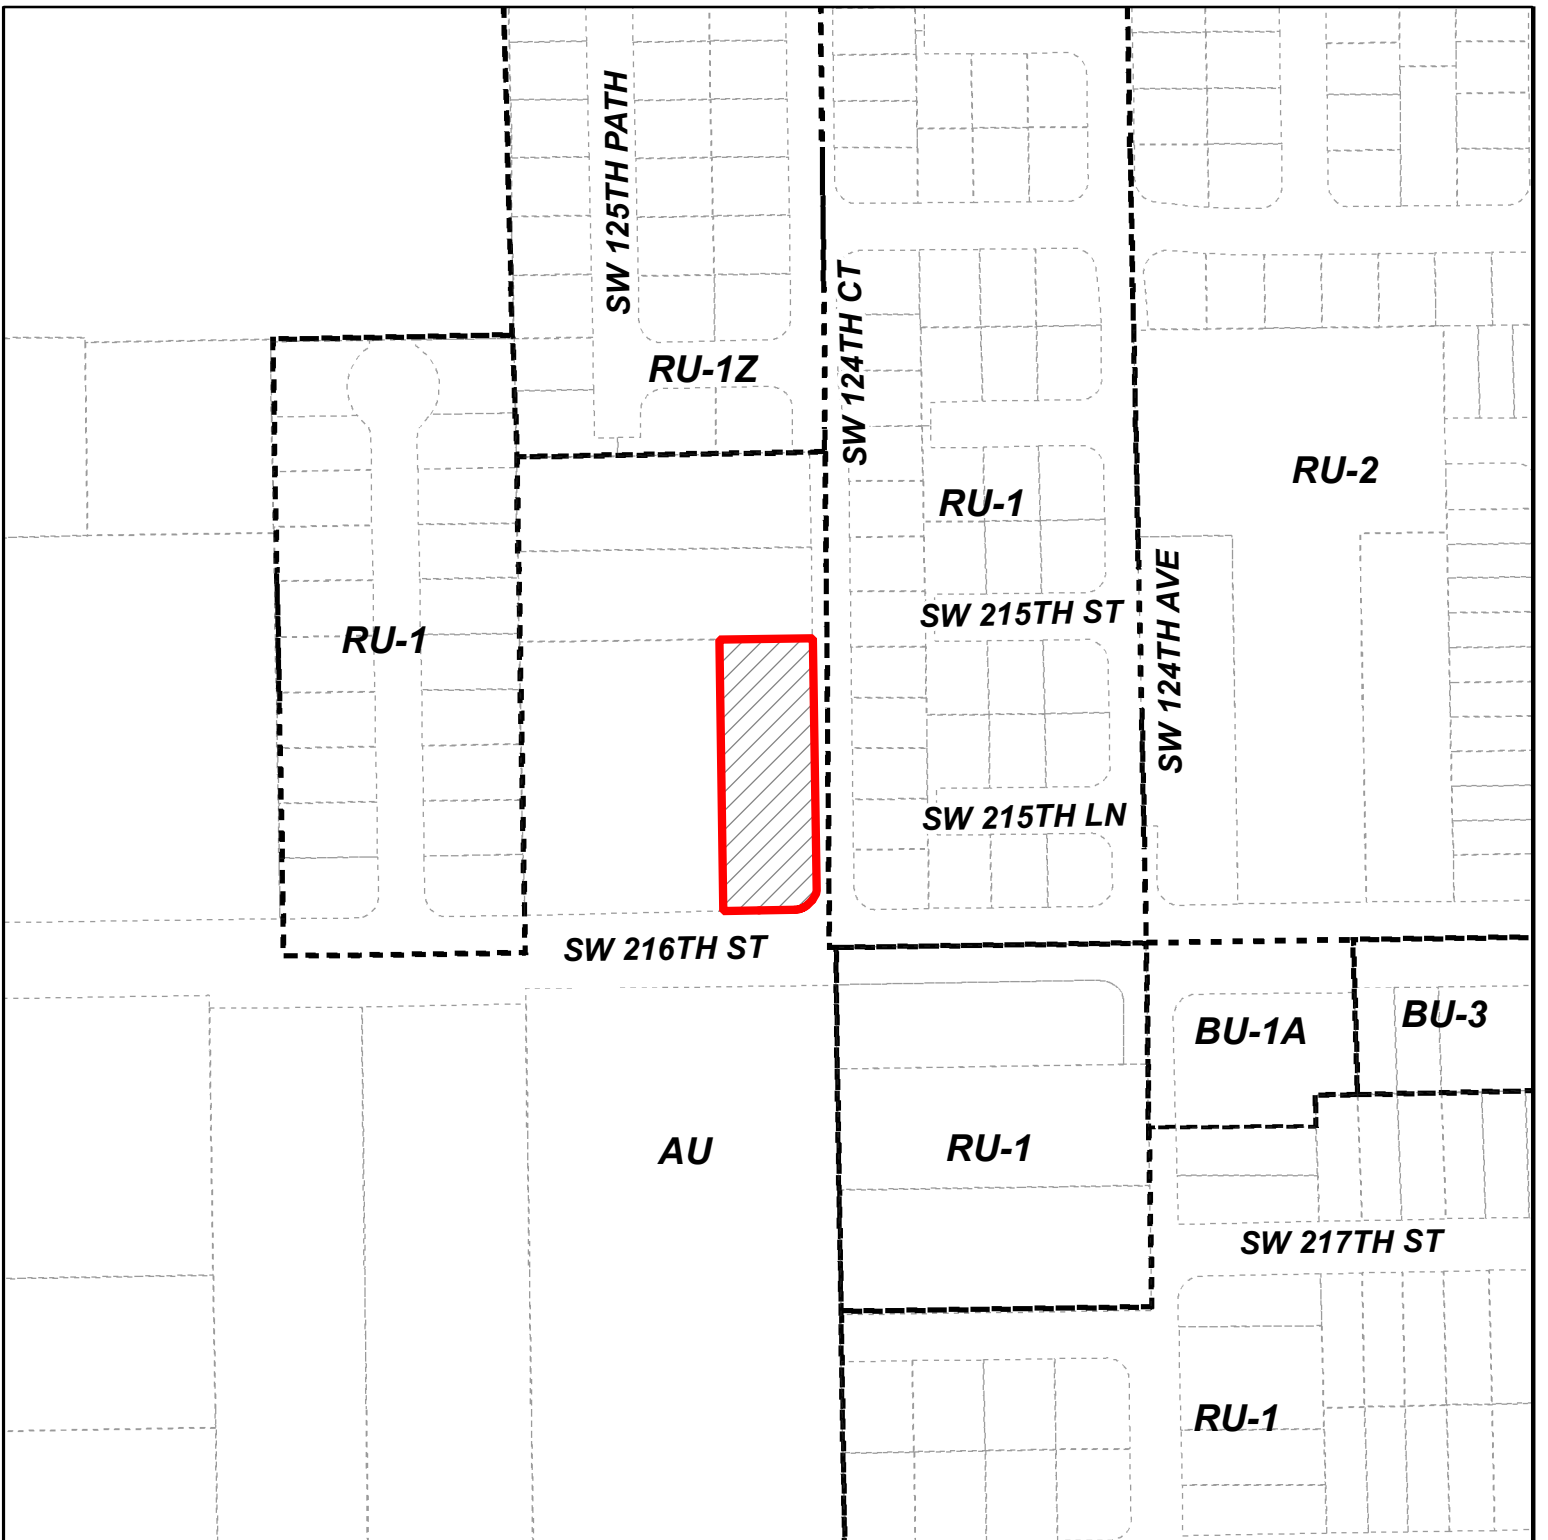 SW 125TH PATH
SW 124TH CT
RU-1Z
RU-2
RU-1
SW 215TH ST
SW 124TH AVE
RU-1
SW 215TH LN
SW 216TH ST
BU-1A
BU-3
AU
RU-1
SW 217TH ST
RU-1